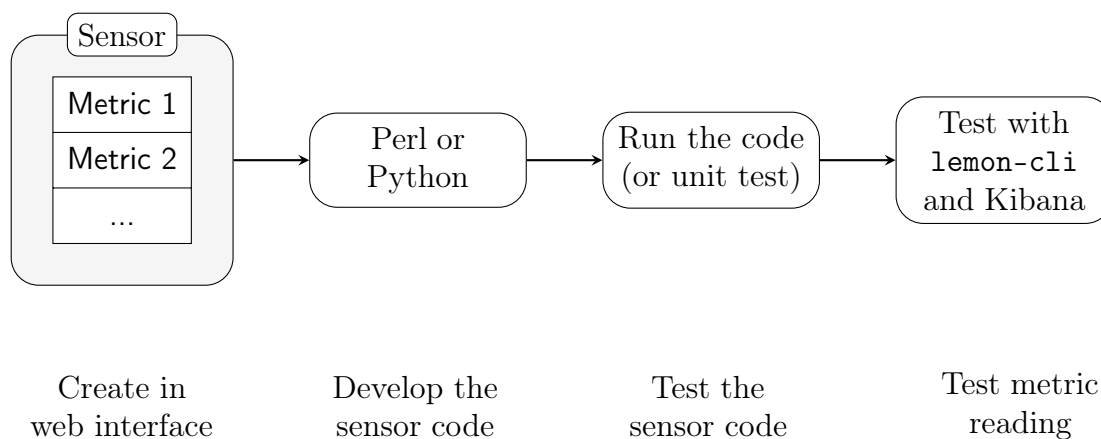 Sensor
Metric 1
Metric 2
...
Perl or
Python
Run the code
(or unit test)
Test with
lemon-cli
and Kibana
Create in
web interface
Develop the
sensor code
Test the
sensor code
Test metric
reading